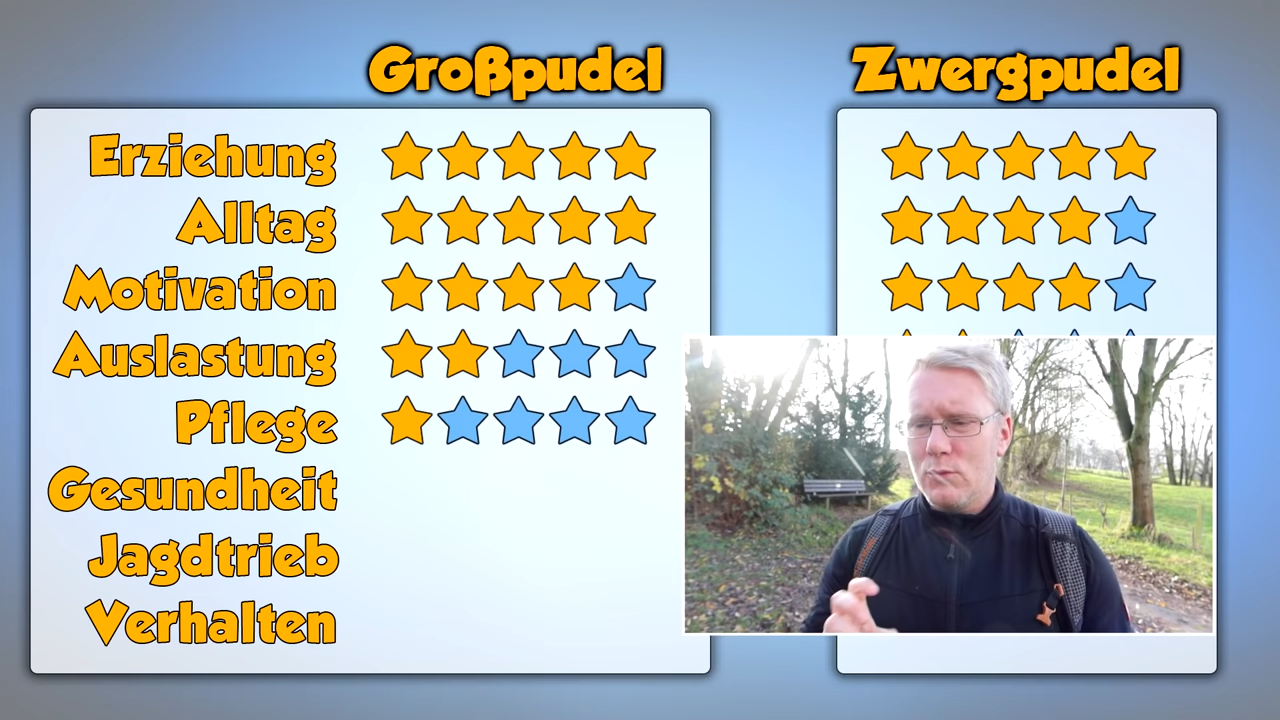 Großpudel
Zwergpudel
Erziehung
Alltag
Motivation
Auslastung
Pflege
Gesundheit
Jagdtrieb
Verhalten